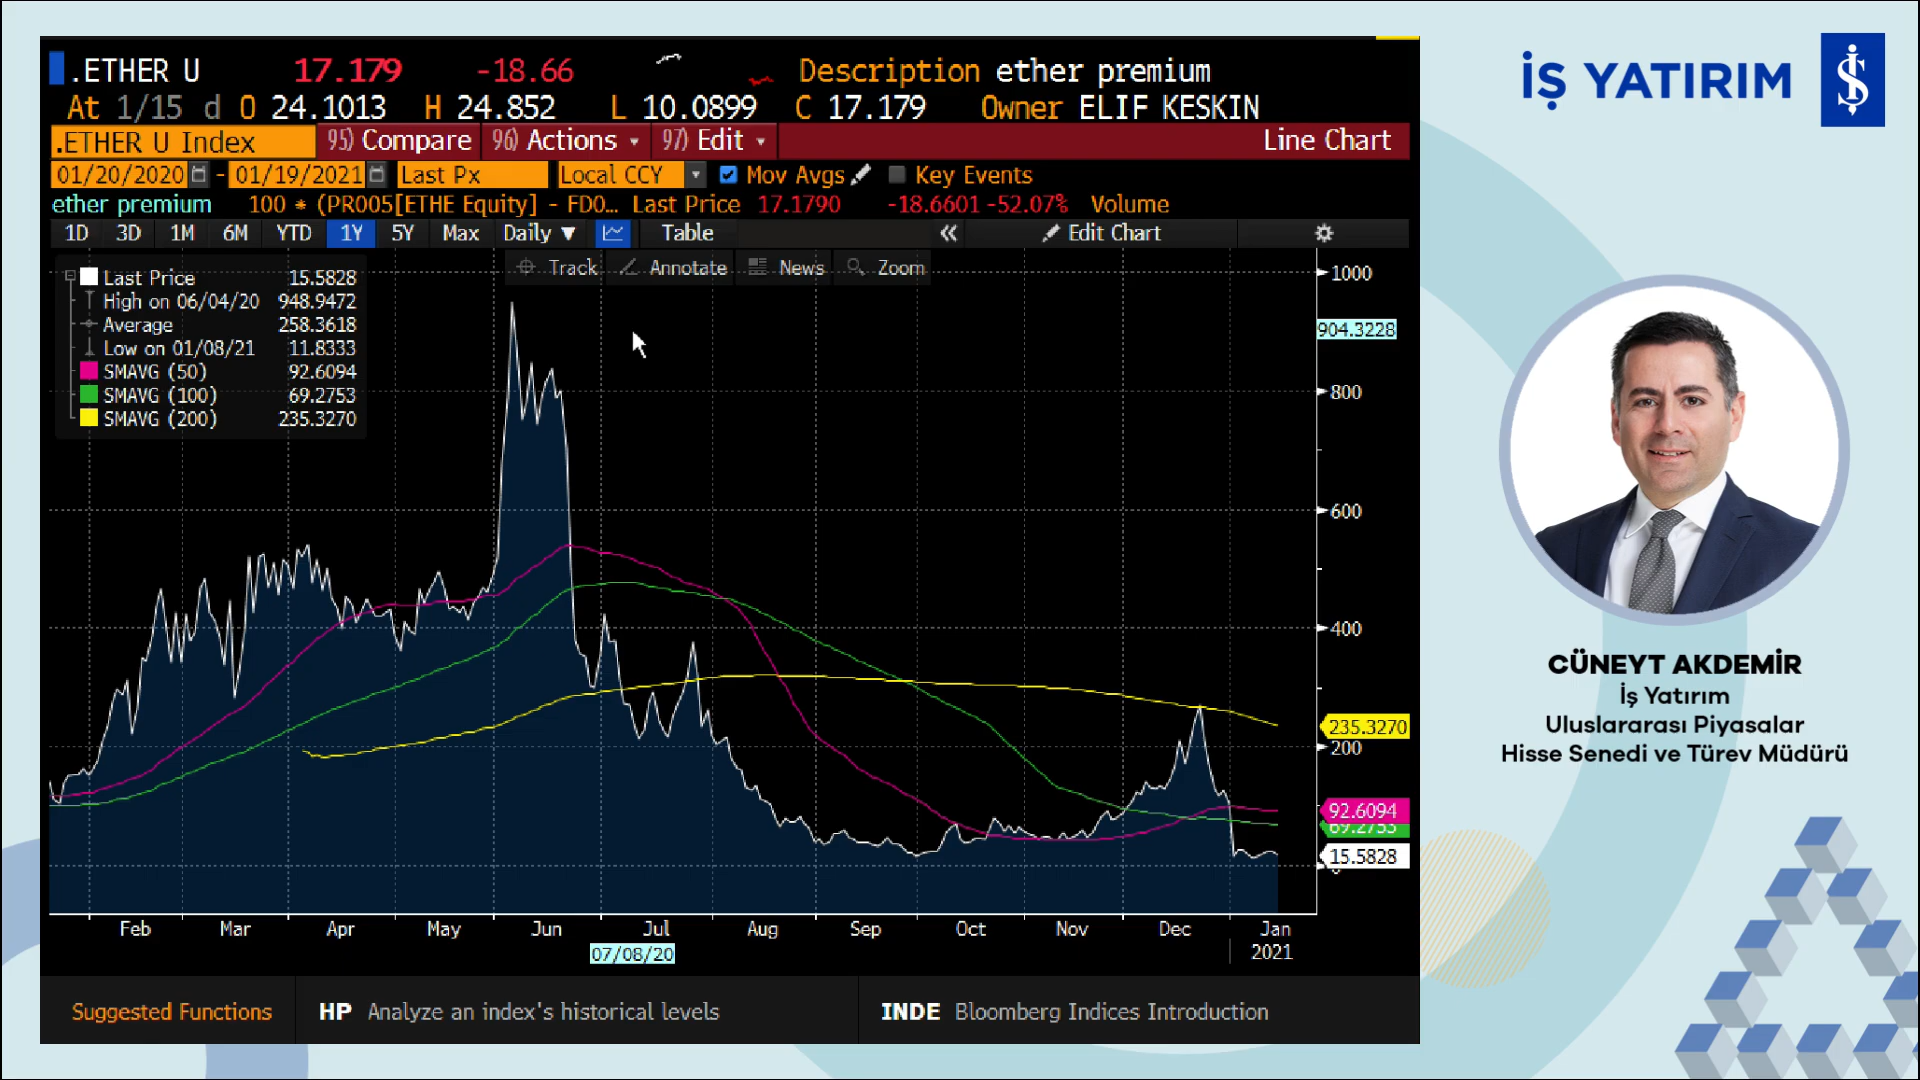 .ETHER U 17.179 -18.66 Description ether premium
At 1/15 d O 24.1013 H 24.852 L 10.0899 C 17.179 Owner ELIF KESKIN
.ETHER U Index 95) Compare 96) Actions 97) Edit Line Chart
01/20/2020 - 01/19/2021 Last Px Local CCY Mov Avgs Key Events
ether premium 100 * (PR005[ETHE Equity] - FD0… Last Price 17.1790 -18.6601 -52.07% Volume
1D 3D 1M 6M YTD 1Y 5Y Max Daily ▼ Table « Edit Chart
Track Annotate News Zoom
Last Price 15.5828
High on 06/04/20 948.9472
Average 258.3618
Low on 01/08/21 11.8333
SMAVG (50) 92.6094
SMAVG (100) 69.2753
SMAVG (200) 235.3270
1000
904.3228
800
600
400
235.3270
200
92.6094
69.2753
15.5828
0
Feb Mar Apr May Jun Jul Aug Sep Oct Nov Dec Jan
07/08/20 2021
Suggested Functions HP Analyze an index's historical levels INDE Bloomberg Indices Introduction
İŞ YATIRIM
CÜNEYT AKDEMİR
İş Yatırım
Uluslararası Piyasalar
Hisse Senedi ve Türev Müdürü